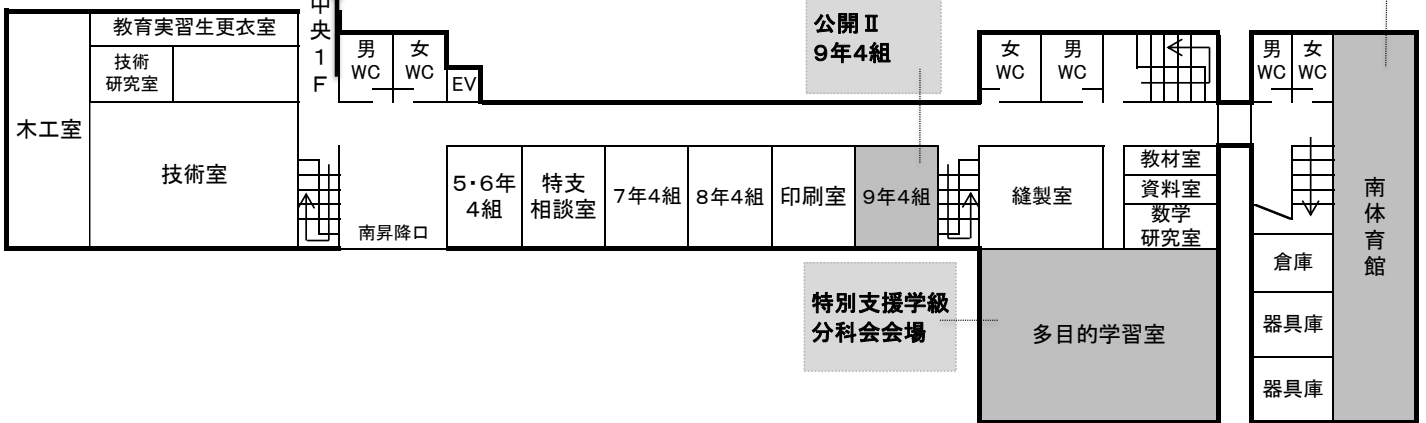 中
央
1
F
教育実習生更衣室
技術
研究室
木工室
技術室
男
WC
女
WC
EV
南昇降口
5・6年
4組
特支
相談室
7年4組
8年4組
印刷室
9年4組
公開Ⅱ
9年4組
特別支援学級
分科会会場
女
WC
男
WC
縫製室
教材室
資料室
数学
研究室
多目的学習室
男
WC
女
WC
倉庫
器具庫
器具庫
南
体
育
館